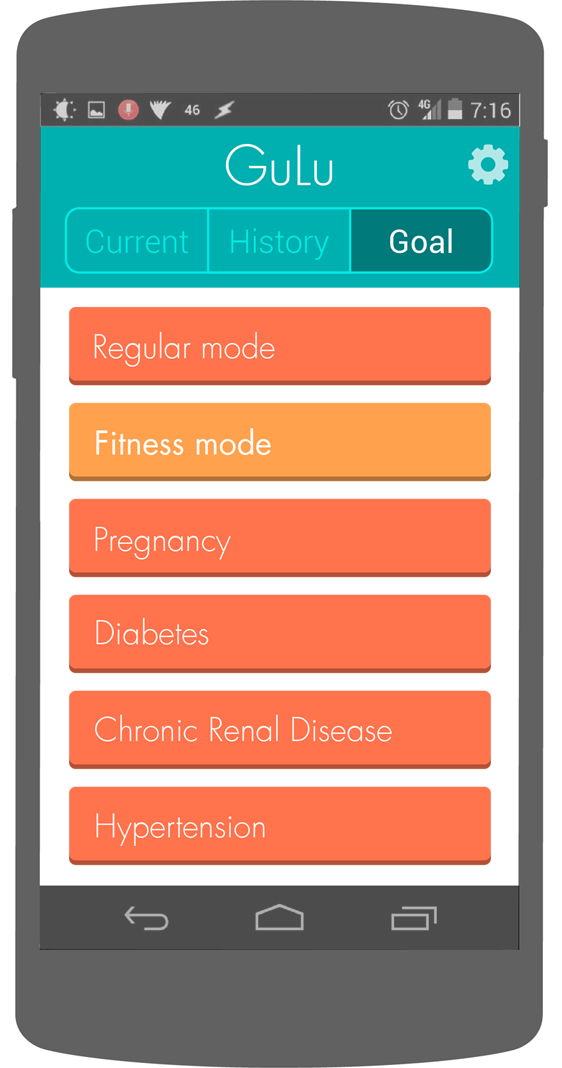 46 4G 7:16
GuLu
Current History Goal
Regular mode
Fitness mode
Pregnancy
Diabetes
Chronic Renal Disease
Hypertension